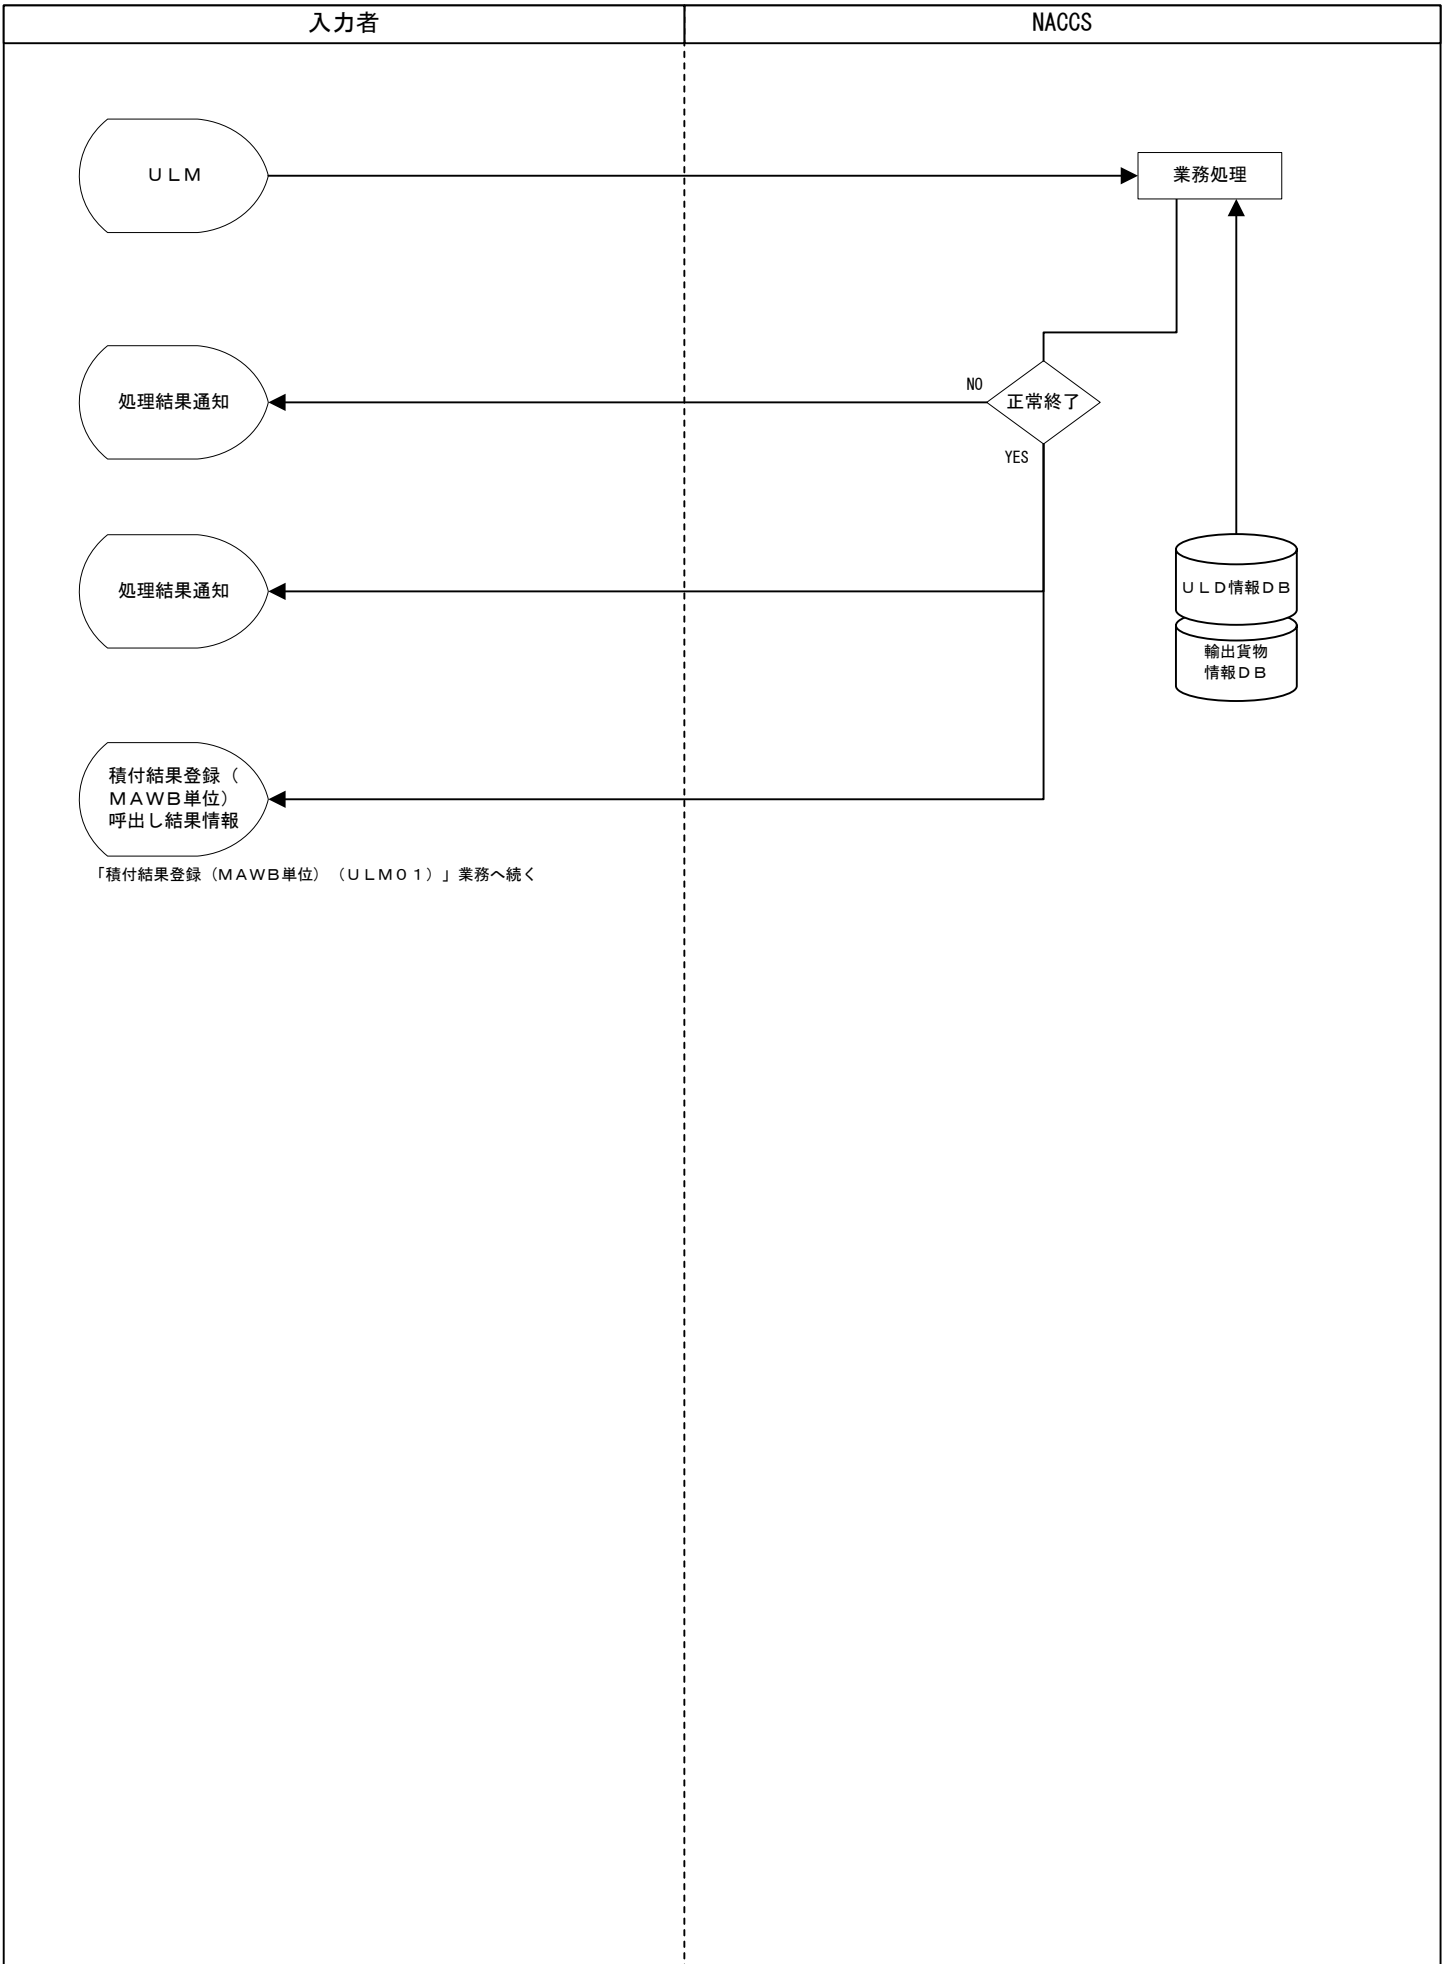 入力者
NACCS
ＵＬＭ
業務処理
NO
処理結果通知
正常終了
YES
処理結果通知
ＵＬＤ情報ＤＢ
輸出貨物
情報ＤＢ
積付結果登録（
ＭＡＷＢ単位）
呼出し結果情報
「積付結果登録（ＭＡＷＢ単位）（ＵＬＭ０１）」業務へ続く